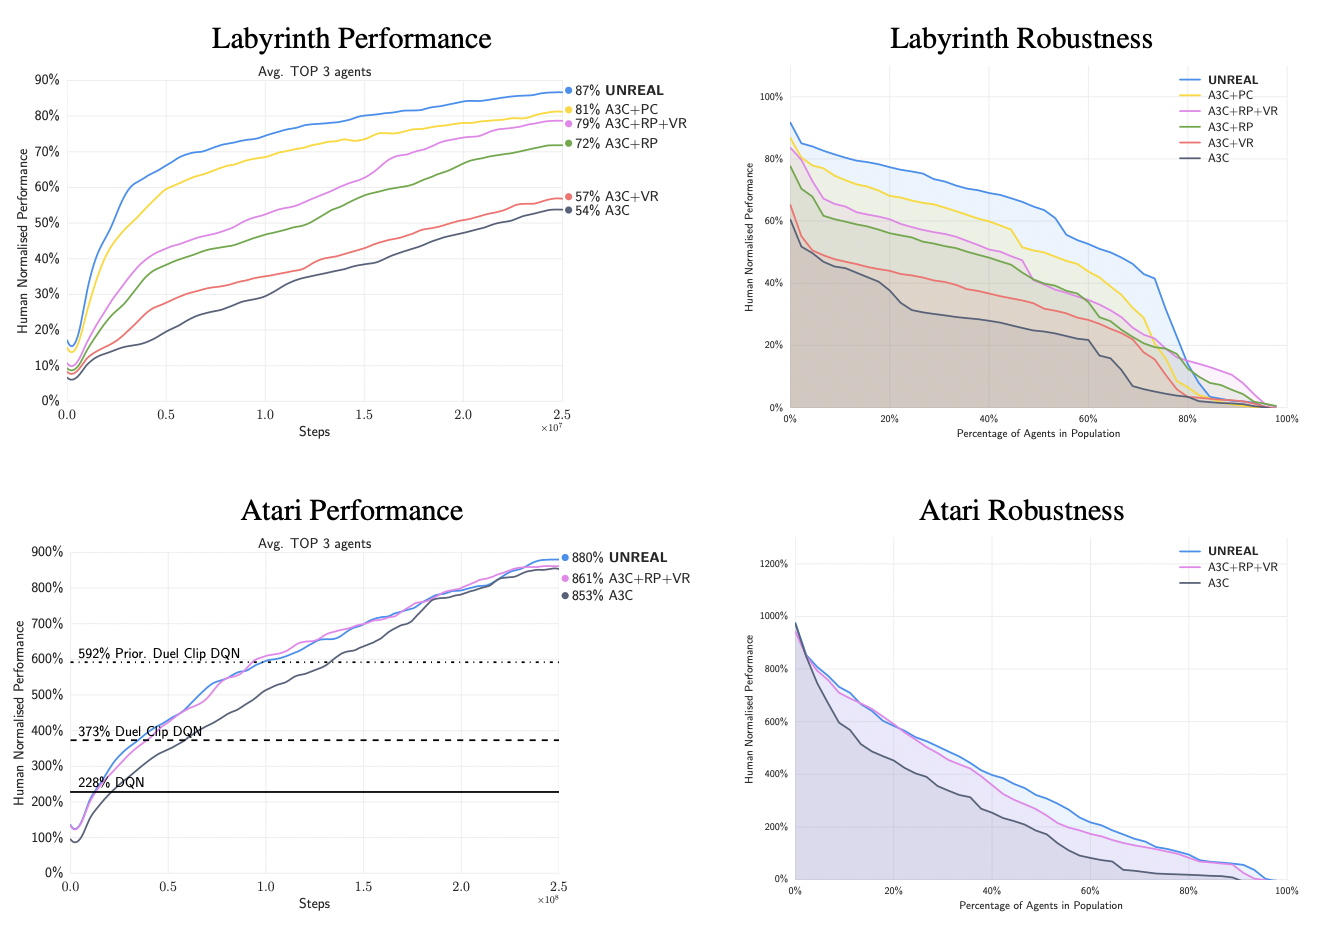 Labyrinth Performance
Avg. TOP 3 agents
Human Normalised Performance
90%
80%
70%
60%
50%
40%
30%
20%
10%
0%
0.0 0.5 1.0 1.5 2.0 2.5
×10⁷
Steps
87% UNREAL
81% A3C+PC
79% A3C+RP+VR
72% A3C+RP
57% A3C+VR
54% A3C
Labyrinth Robustness
Human Normalised Performance
100%
80%
60%
40%
20%
0%
0% 20% 40% 60% 80% 100%
Percentage of Agents in Population
UNREAL
A3C+PC
A3C+RP+VR
A3C+RP
A3C+VR
A3C
Atari Performance
Avg. TOP 3 agents
Human Normalised Performance
900%
800%
700%
600%
500%
400%
300%
200%
100%
0%
592% Prior. Duel Clip DQN
373% Duel Clip DQN
228% DQN
0.0 0.5 1.0 1.5 2.0 2.5
×10⁸
Steps
880% UNREAL
861% A3C+RP+VR
853% A3C
Atari Robustness
Human Normalised Performance
1200%
1000%
800%
600%
400%
200%
0%
0% 20% 40% 60% 80% 100%
Percentage of Agents in Population
UNREAL
A3C+RP+VR
A3C